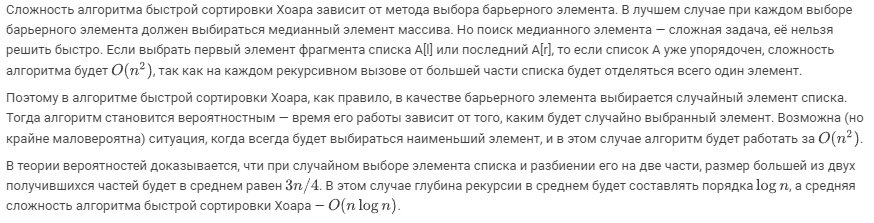 Сложность алгоритма быстрой сортировки Хоара зависит от метода выбора барьерного элемента. В лучшем случае при каждом выборе
барьерного элемента должен выбираться медианный элемент массива. Но поиск медианного элемента — сложная задача, её нельзя
решить быстро. Если выбрать первый элемент фрагмента списка A[l] или последний A[r], то если список A уже упорядочен, сложность
алгоритма будет O(n²), так как на каждом рекурсивном вызове от большей части списка будет отделяться всего один элемент.
Поэтому в алгоритме быстрой сортировки Хоара, как правило, в качестве барьерного элемента выбирается случайный элемент списка.
Тогда алгоритм становится вероятностным — время его работы зависит от того, каким будет случайно выбранный элемент. Возможна (но
крайне маловероятна) ситуация, когда всегда будет выбираться наименьший элемент, и в этом случае алгоритм будет работать за O(n²).
В теории вероятностей доказывается, чти при случайном выборе элемента списка и разбиении его на две части, размер большей из двух
получившихся частей будет в среднем равен 3n/4. В этом случае глубина рекурсии в среднем будет составлять порядка log n, а средняя
сложность алгоритма быстрой сортировки Хоара — O(n log n).